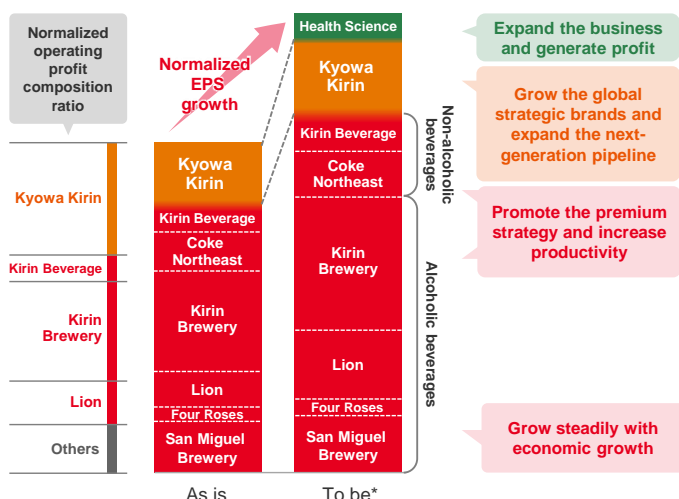 Normalized
operating
profit
composition
ratio
Kyowa Kirin
Kirin Beverage
Kirin
Brewery
Lion
Others
Normalized
EPS
growth
Kyowa
Kirin
Kirin Beverage
Coke
Northeast
Kirin
Brewery
Lion
Four Roses
San Miguel
Brewery
As is
Health Science
Kyowa
Kirin
Kirin Beverage
Coke
Northeast
Kirin
Brewery
Lion
Four Roses
San Miguel
Brewery
To be*
Non-alcoholic
beverages
Alcoholic beverages
Expand the business
and generate profit
Grow the global
strategic brands and
expand the next-
generation pipeline
Promote the premium
strategy and increase
productivity
Grow steadily with
economic growth